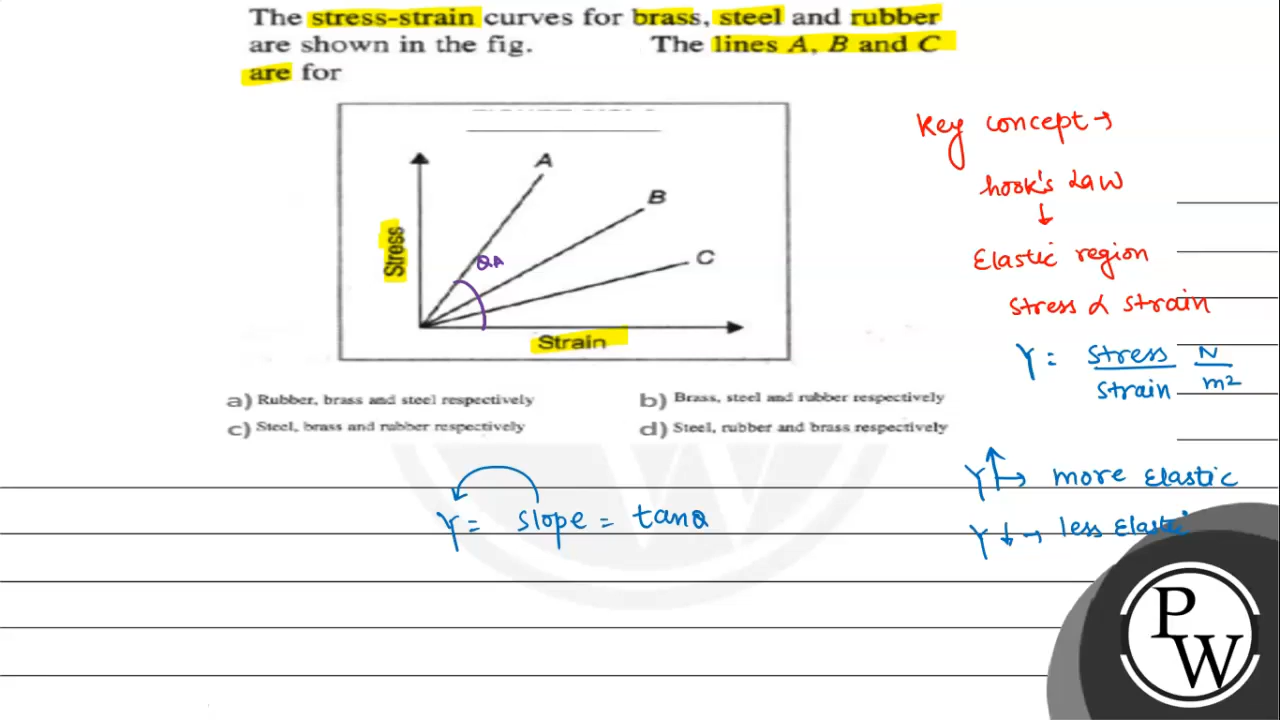 The stress-strain curves for brass, steel and rubber
are shown in the fig. The lines A, B and C
are for
A
B
C
θA
Stress
Strain
a) Rubber, brass and steel respectively
b) Brass, steel and rubber respectively
c) Steel, brass and rubber respectively
d) Steel, rubber and brass respectively
Key concept →
hook's Law
↓
Elastic region
stress α strain
Y = stress/strain N/m²
Y↑→ more Elastic
Y↓→ less Elasti
Y = slope = tanθ
PW